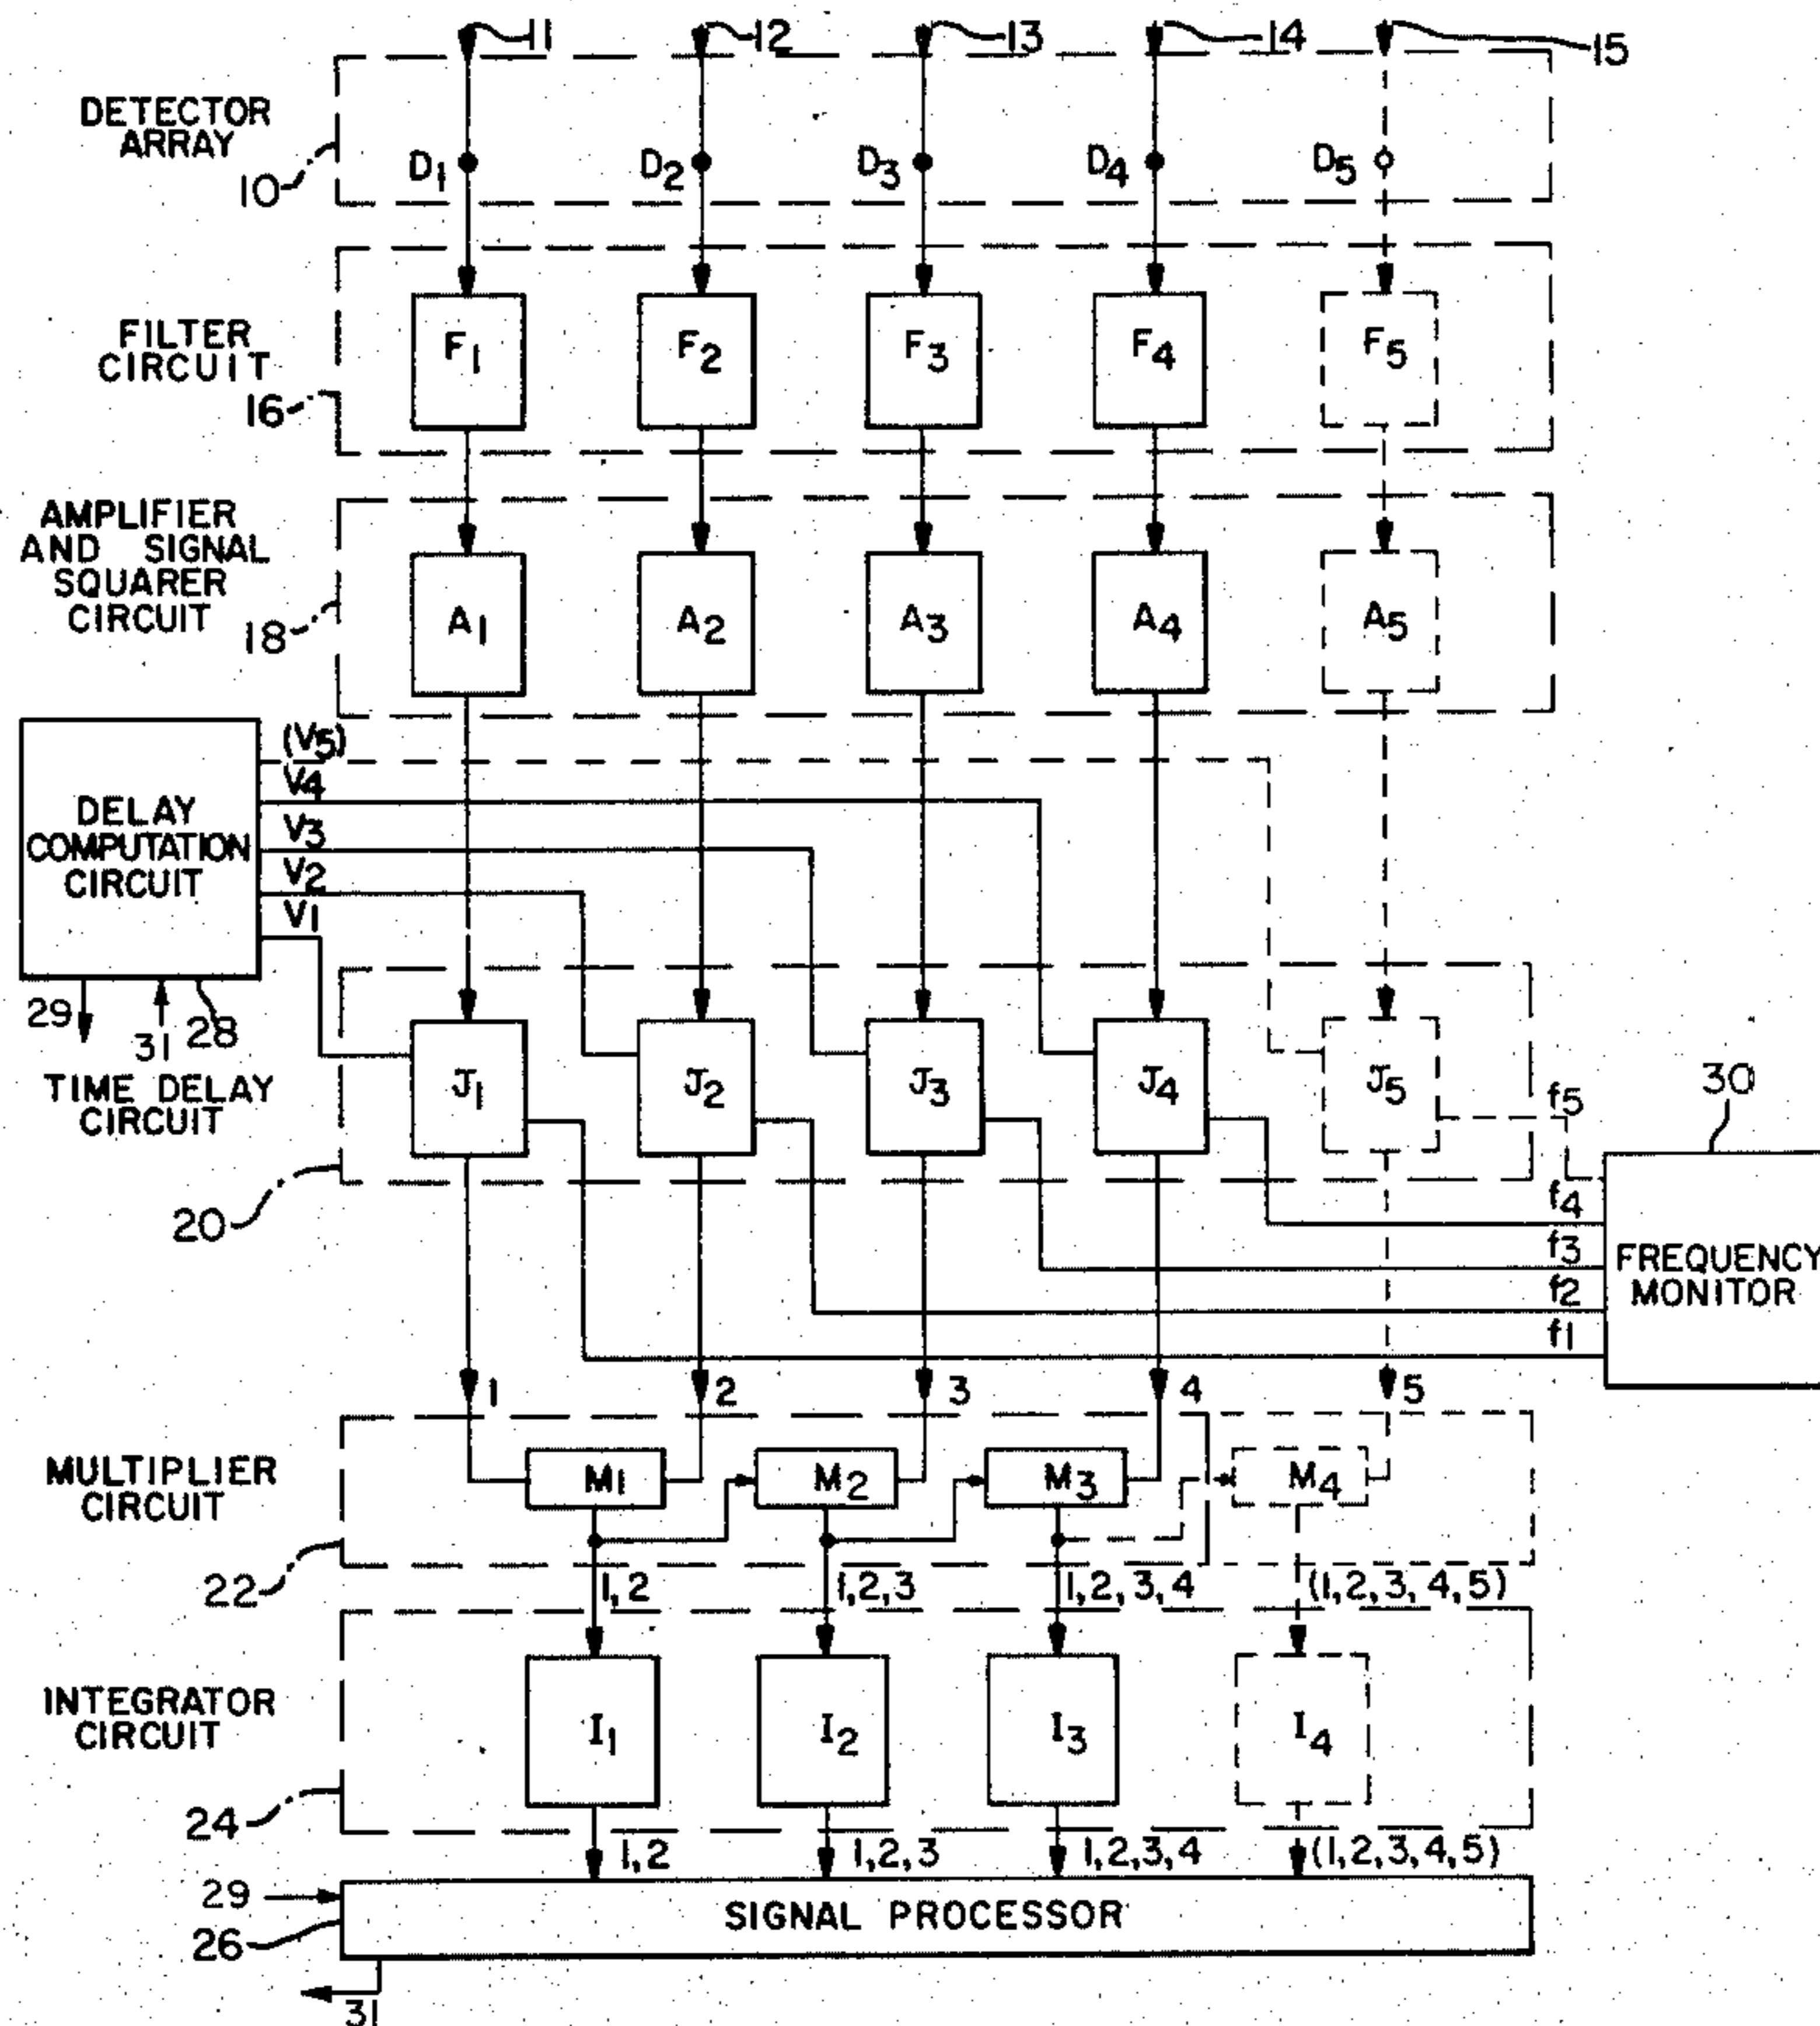 11 12 13 14 15
DETECTOR
ARRAY
10
D1 D2 D3 D4 D5
FILTER
CIRCUIT
16
F1 F2 F3 F4 F5
AMPLIFIER
AND SIGNAL
SQUARER
CIRCUIT
18
A1 A2 A3 A4 A5
(V5)
V4
V3
V2
V1
DELAY
COMPUTATION
CIRCUIT
29 31 28
TIME DELAY
CIRCUIT
20
J1 J2 J3 J4 J5
30
f5
f4
f3
f2
f1
FREQUENCY
MONITOR
1 2 3 4 5
MULTIPLIER
CIRCUIT
22
M1 M2 M3 M4
1,2 1,2,3 1,2,3,4 (1,2,3,4,5)
INTEGRATOR
CIRCUIT
24
I1 I2 I3 I4
1,2 1,2,3 1,2,3,4 (1,2,3,4,5)
29
26
SIGNAL PROCESSOR
31